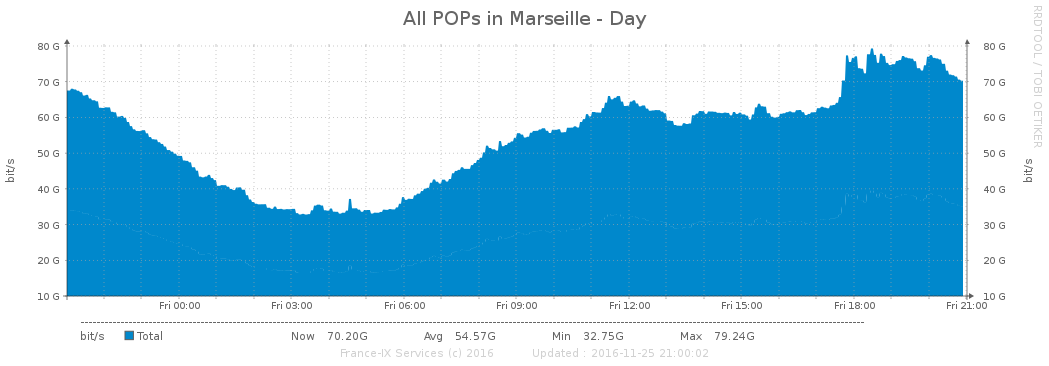 All POPs in Marseille - Day
RRDTOOL / TOBI OETIKER
bit/s
80 G
70 G
60 G
50 G
40 G
30 G
20 G
10 G
80 G
70 G
60 G
50 G
40 G
30 G
20 G
10 G
bit/s
Fri 00:00 Fri 03:00 Fri 06:00 Fri 09:00 Fri 12:00 Fri 15:00 Fri 18:00 Fri 21:00
bit/s Total Now 70.20G Avg 54.57G Min 32.75G Max 79.24G
France-IX Services (c) 2016 Updated : 2016-11-25 21:00:02